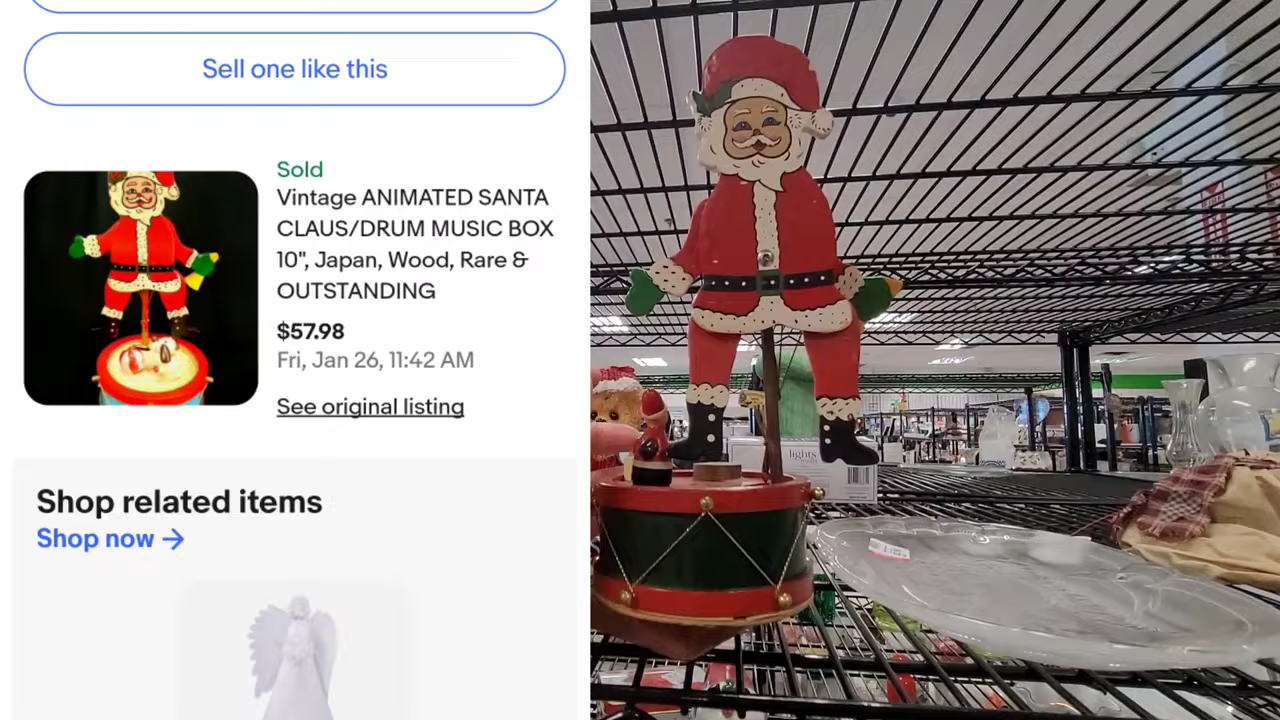 Sell one like this
Sold
Vintage ANIMATED SANTA
CLAUS/DRUM MUSIC BOX
10", Japan, Wood, Rare &
OUTSTANDING
$57.98
Fri, Jan 26, 11:42 AM
See original listing
Shop related items
Shop now →
lights